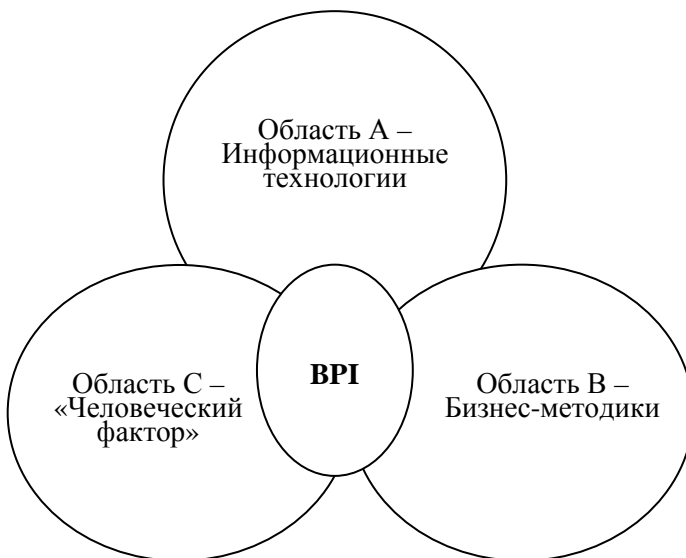 Область A –
Информационные
технологии
BPI
Область C –
«Человеческий
фактор»
Область B –
Бизнес-методики